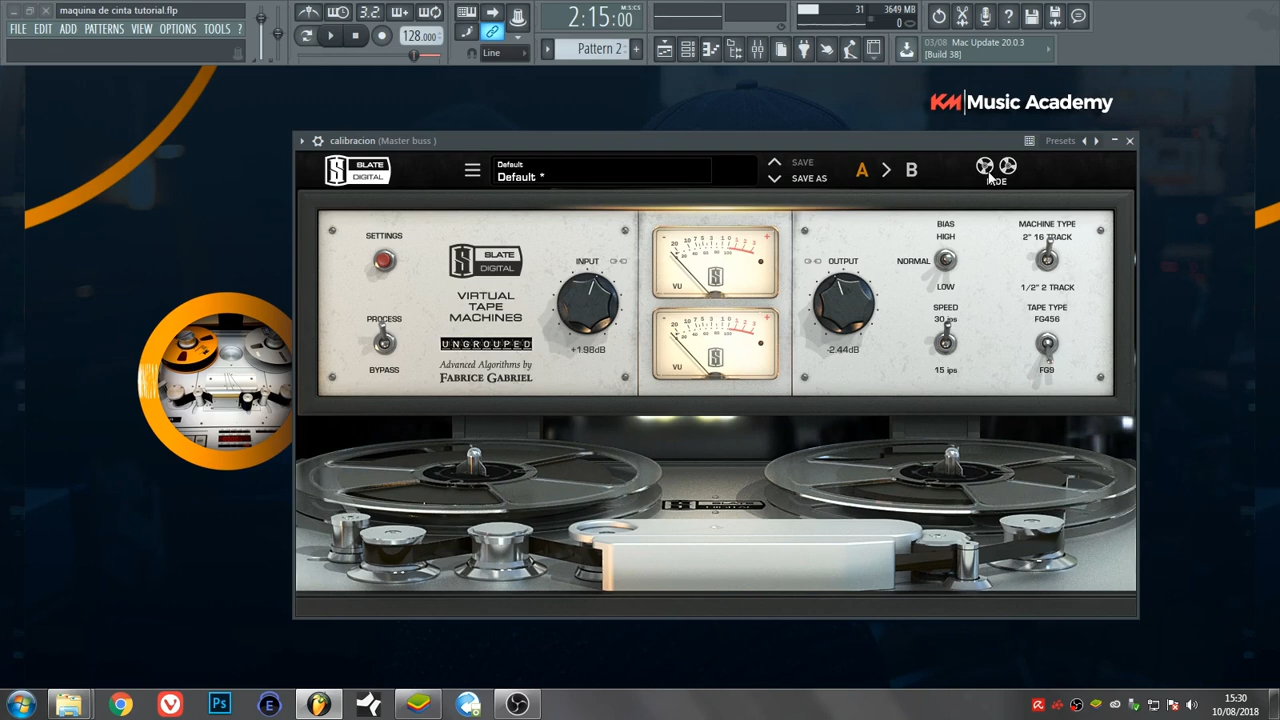 maquina de cinta tutorial.flp
FILE EDIT ADD PATTERNS VIEW OPTIONS TOOLS ?
3.2
128.000
2:15:00
M:S:CS
Line
Pattern 2
31
3649 MB
0
03/08 Mac Update 20.0.3
[Build 38]
KM Music Academy
calibracion (Master buss )
Presets
SLATE
DIGITAL
Default
Default *
SAVE
SAVE AS
A > B
SETTINGS
PROCESS
BYPASS
SLATE
DIGITAL
VIRTUAL
TAPE
MACHINES
UNGROUPED
Advanced Algorithms by
FABRICE GABRIEL
INPUT
+1.98dB
VU
VU
OUTPUT
-2.44dB
BIAS
HIGH
NORMAL
LOW
SPEED
30 ips
15 ips
MACHINE TYPE
2" 16 TRACK
1/2" 2 TRACK
TAPE TYPE
FG456
FG9
SLATE DIGITAL
Ps
E
15:30
10/08/2018